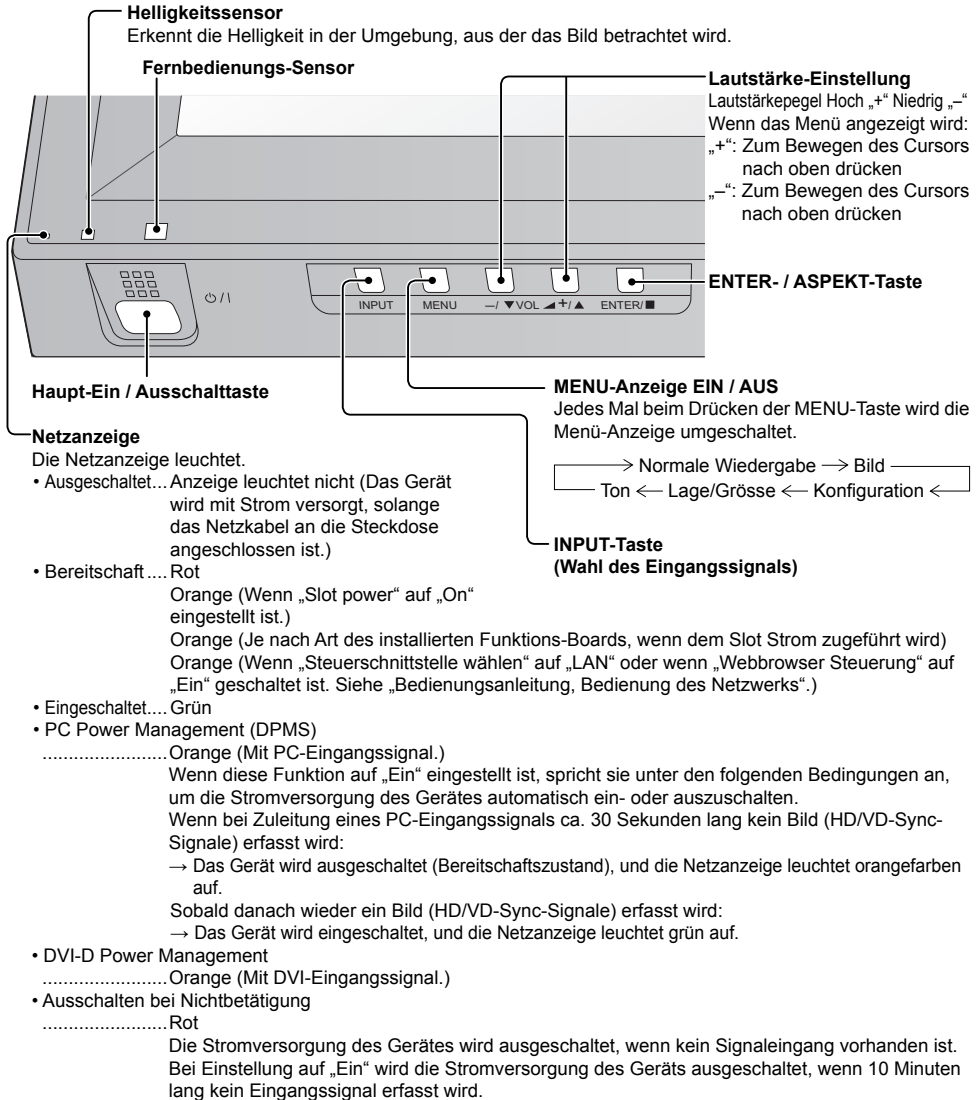 Helligkeitssensor
Erkennt die Helligkeit in der Umgebung, aus der das Bild betrachtet wird.
Fernbedienungs-Sensor
Lautstärke-Einstellung
Lautstärkepegel Hoch „+“ Niedrig „–“
Wenn das Menü angezeigt wird:
„+“: Zum Bewegen des Cursors
nach oben drücken
„–“: Zum Bewegen des Cursors
nach oben drücken
ENTER- / ASPEKT-Taste
INPUT MENU –/ ▼VOL ◢ +/▲ ENTER/■
⏻ / |
Haupt-Ein / Ausschalttaste
MENU-Anzeige EIN / AUS
Jedes Mal beim Drücken der MENU-Taste wird die
Menü-Anzeige umgeschaltet.
→ Normale Wiedergabe → Bild
Ton ← Lage/Grösse ← Konfiguration ←
INPUT-Taste
(Wahl des Eingangssignals)
Netzanzeige
Die Netzanzeige leuchtet.
• Ausgeschaltet... Anzeige leuchtet nicht (Das Gerät
wird mit Strom versorgt, solange
das Netzkabel an die Steckdose
angeschlossen ist.)
• Bereitschaft .... Rot
Orange (Wenn „Slot power“ auf „On“
eingestellt ist.)
Orange (Je nach Art des installierten Funktions-Boards, wenn dem Slot Strom zugeführt wird)
Orange (Wenn „Steuerschnittstelle wählen“ auf „LAN“ oder wenn „Webbrowser Steuerung“ auf
„Ein“ geschaltet ist. Siehe „Bedienungsanleitung, Bedienung des Netzwerks“.)
• Eingeschaltet.... Grün
• PC Power Management (DPMS)
........................Orange (Mit PC-Eingangssignal.)
Wenn diese Funktion auf „Ein“ eingestellt ist, spricht sie unter den folgenden Bedingungen an,
um die Stromversorgung des Gerätes automatisch ein- oder auszuschalten.
Wenn bei Zuleitung eines PC-Eingangssignals ca. 30 Sekunden lang kein Bild (HD/VD-Sync-
Signale) erfasst wird:
→ Das Gerät wird ausgeschaltet (Bereitschaftszustand), und die Netzanzeige leuchtet orangefarben
auf.
Sobald danach wieder ein Bild (HD/VD-Sync-Signale) erfasst wird:
→ Das Gerät wird eingeschaltet, und die Netzanzeige leuchtet grün auf.
• DVI-D Power Management
........................Orange (Mit DVI-Eingangssignal.)
• Ausschalten bei Nichtbetätigung
........................Rot
Die Stromversorgung des Gerätes wird ausgeschaltet, wenn kein Signaleingang vorhanden ist.
Bei Einstellung auf „Ein“ wird die Stromversorgung des Geräts ausgeschaltet, wenn 10 Minuten
lang kein Eingangssignal erfasst wird.